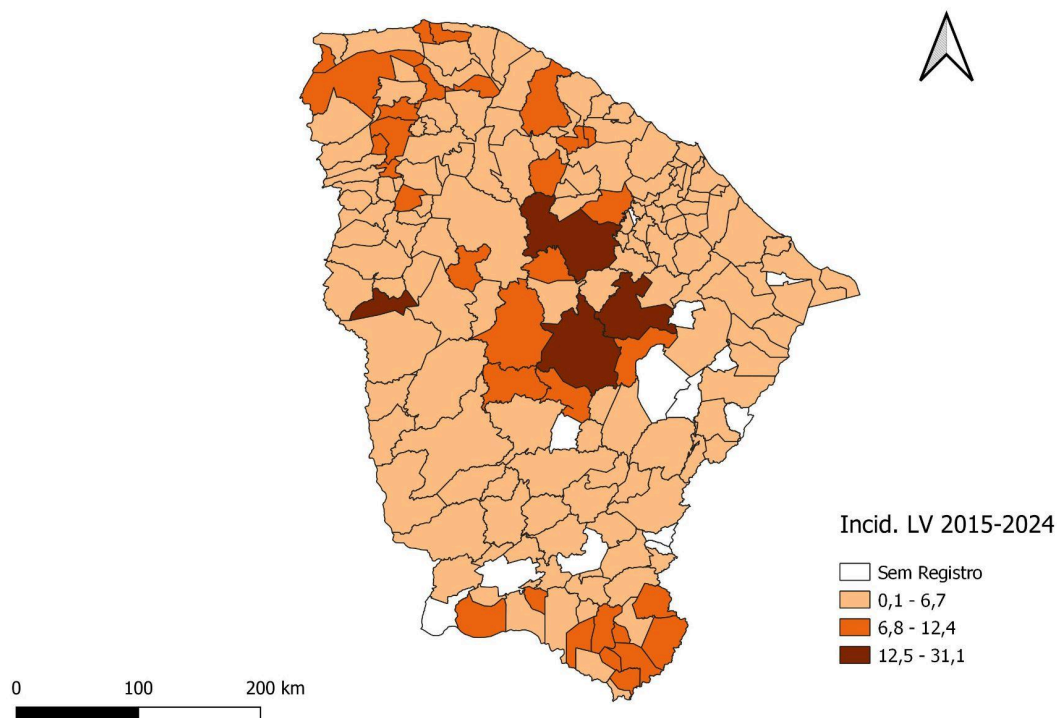 Incid. LV 2015-2024
Sem Registro
0,1 - 6,7
6,8 - 12,4
12,5 - 31,1
0 100 200 km